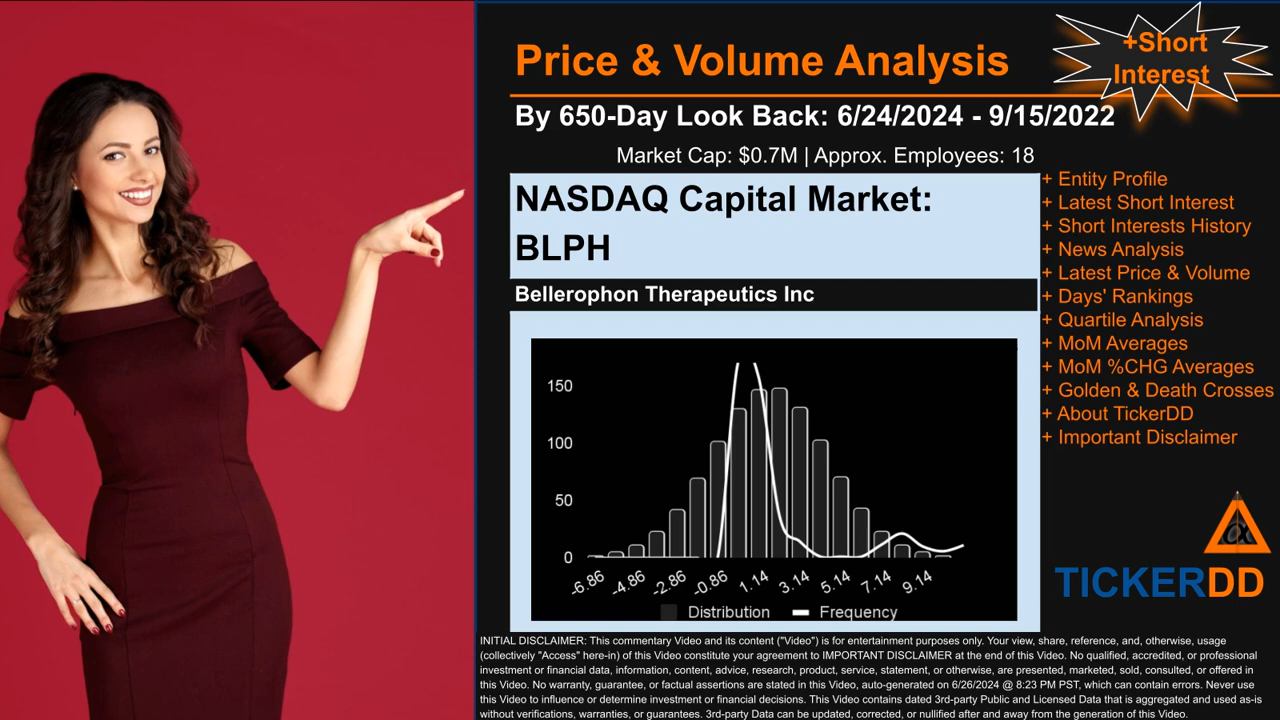 Price & Volume Analysis
+Short
Interest
By 650-Day Look Back: 6/24/2024 - 9/15/2022
Market Cap: $0.7M | Approx. Employees: 18
NASDAQ Capital Market:
BLPH
Bellerophon Therapeutics Inc
150
100
50
0
-6.86 -4.86 -2.86 -0.86 1.14 3.14 5.14 7.14 9.14
Distribution Frequency
+ Entity Profile
+ Latest Short Interest
+ Short Interests History
+ News Analysis
+ Latest Price & Volume
+ Days' Rankings
+ Quartile Analysis
+ MoM Averages
+ MoM %CHG Averages
+ Golden & Death Crosses
+ About TickerDD
+ Important Disclaimer
TICKERDD
INITIAL DISCLAIMER: This commentary Video and its content ("Video") is for entertainment purposes only. Your view, share, reference, and, otherwise, usage
(collectively "Access" here-in) of this Video constitute your agreement to IMPORTANT DISCLAIMER at the end of this Video. No qualified, accredited, or professional
investment or financial data, information, content, advice, research, product, service, statement, or otherwise, are presented, marketed, sold, consulted, or offered in
this Video. No warranty, guarantee, or factual assertions are stated in this Video, auto-generated on 6/26/2024 @ 8:23 PM PST, which can contain errors. Never use
this Video to influence or determine investment or financial decisions. This Video contains dated 3rd-party Public and Licensed Data that is aggregated and used as-is
without verifications, warranties, or guarantees. 3rd-party Data can be updated, corrected, or nullified after and away from the generation of this Video.